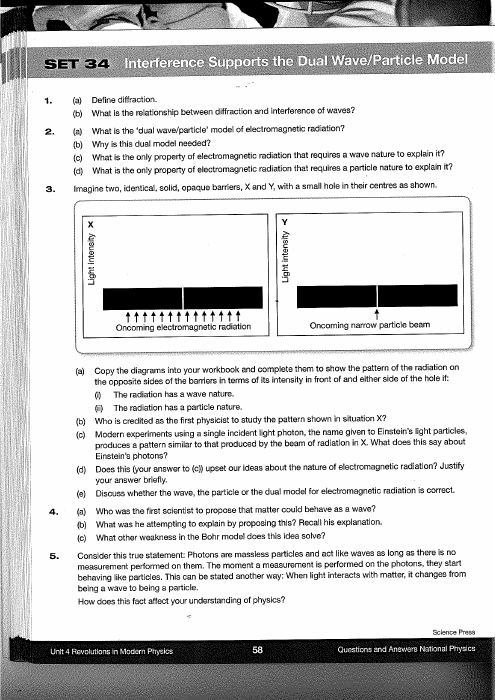 SET 34 Interference Supports the Dual Wave/Particle Model
1. (a) Define diffraction.
(b) What is the relationship between diffraction and interference of waves?
2. (a) What is the 'dual wave/particle' model of electromagnetic radiation?
(b) Why is this dual model needed?
(c) What is the only property of electromagnetic radiation that requires a wave nature to explain it?
(d) What is the only property of electromagnetic radiation that requires a particle nature to explain it?
3. Imagine two, identical, solid, opaque barriers, X and Y, with a small hole in their centres as shown.
X
Light intensity
Oncoming electromagnetic radiation
Y
Light intensity
Oncoming narrow particle beam
(a) Copy the diagrams into your workbook and complete them to show the pattern of the radiation on
the opposite sides of the barriers in terms of its intensity in front of and either side of the hole if:
(i) The radiation has a wave nature.
(ii) The radiation has a particle nature.
(b) Who is credited as the first physicist to study the pattern shown in situation X?
(c) Modern experiments using a single incident light photon, the name given to Einstein's light particles,
produces a pattern similar to that produced by the beam of radiation in X. What does this say about
Einstein's photons?
(d) Does this (your answer to (c)) upset our ideas about the nature of electromagnetic radiation? Justify
your answer briefly.
(e) Discuss whether the wave, the particle or the dual model for electromagnetic radiation is correct.
4. (a) Who was the first scientist to propose that matter could behave as a wave?
(b) What was he attempting to explain by proposing this? Recall his explanation.
(c) What other weakness in the Bohr model does this idea solve?
5. Consider this true statement: Photons are massless particles and act like waves as long as there is no
measurement performed on them. The moment a measurement is performed on the photons, they start
behaving like particles. This can be stated another way: When light interacts with matter, it changes from
being a wave to being a particle.
How does this fact affect your understanding of physics?
Science Press
Unit 4 Revolutions in Modern Physics 58 Questions and Answers National Physics